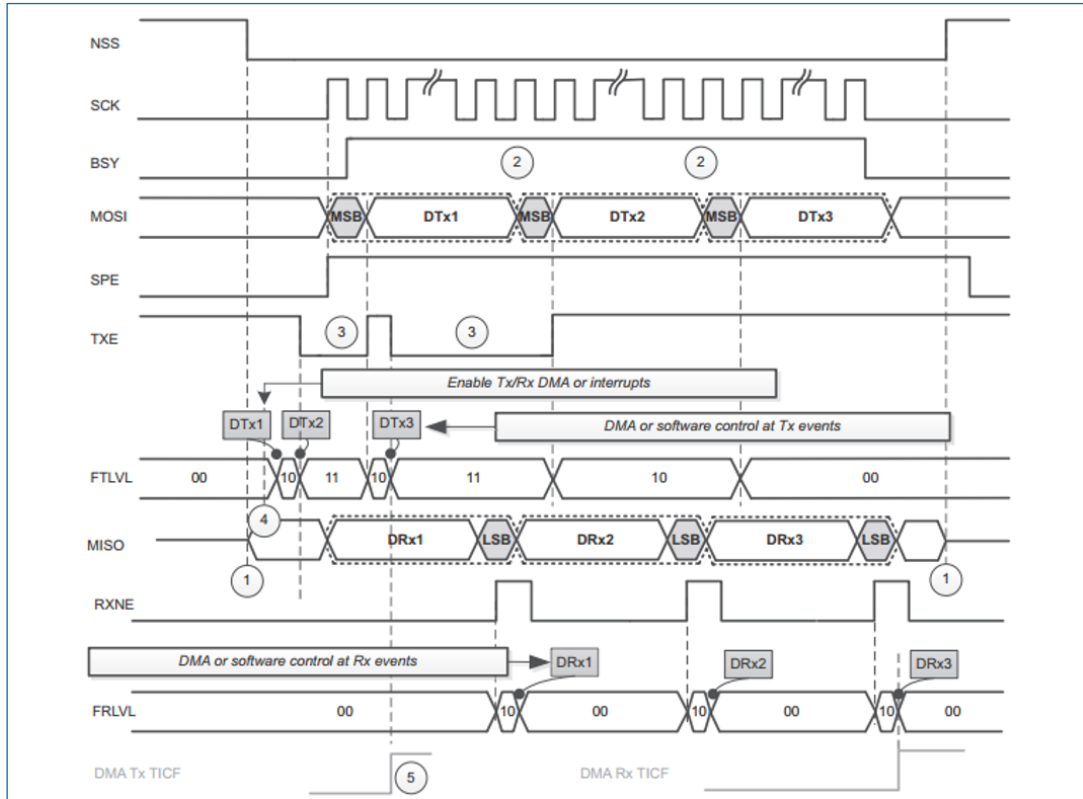 NSS
SCK
BSY
2 2
MOSI
MSB DTx1 MSB DTx2 MSB DTx3
SPE
TXE
3 3
Enable Tx/Rx DMA or interrupts
DTx1 DTx2 DTx3
DMA or software control at Tx events
FTLVL
00 10 11 10 11 10 00
4
MISO
DRx1 LSB DRx2 LSB DRx3 LSB
1 1
RXNE
DMA or software control at Rx events
DRx1 DRx2 DRx3
FRLVL
00 10 00 10 00 10 00
DMA Tx TICF
5
DMA Rx TICF